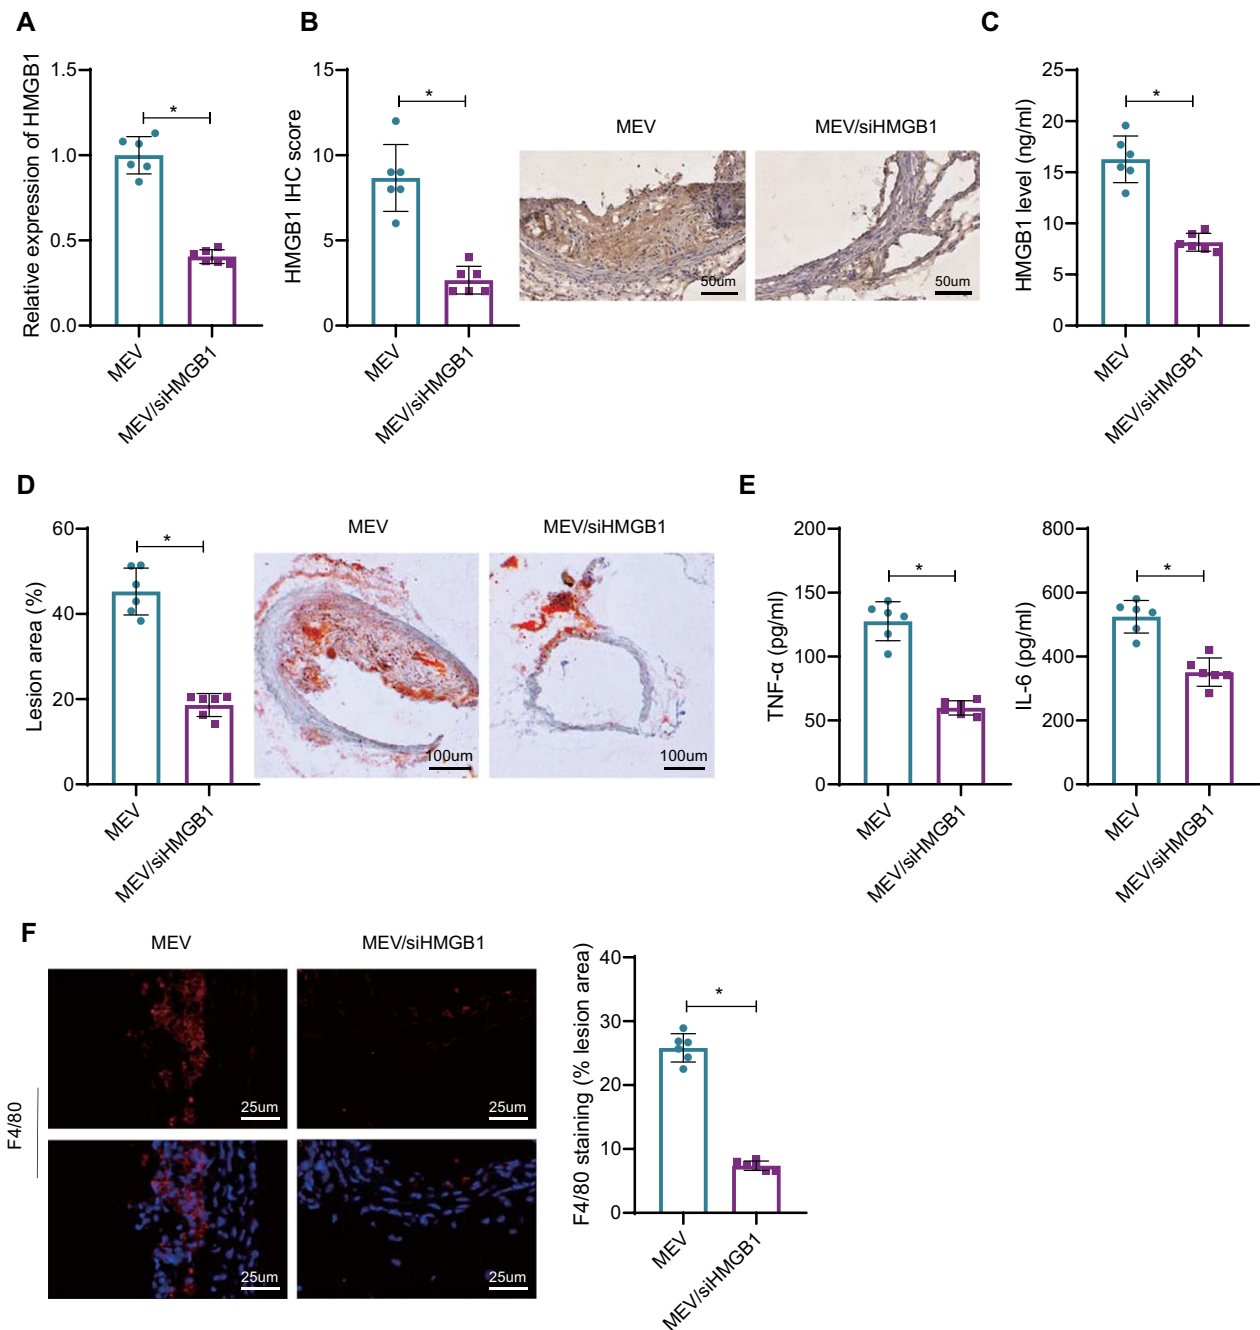 A
Relative expression of HMGB1
1.5
1.0
0.5
0.0
*
MEV
MEV/siHMGB1
B
HMGB1 IHC score
15
10
5
0
*
MEV
MEV/siHMGB1
MEV
MEV/siHMGB1
50um
50um
C
HMGB1 level (ng/ml)
25
20
15
10
5
0
*
MEV
MEV/siHMGB1
D
Lesion area (%)
60
40
20
0
*
MEV
MEV/siHMGB1
MEV
MEV/siHMGB1
100um
100um
E
TNF-α (pg/ml)
200
150
100
50
0
*
MEV
MEV/siHMGB1
IL-6 (pg/ml)
800
600
400
200
0
*
MEV
MEV/siHMGB1
F
MEV
MEV/siHMGB1
F4/80
25um
25um
25um
25um
F4/80 staining (% lesion area)
40
30
20
10
0
*
MEV
MEV/siHMGB1